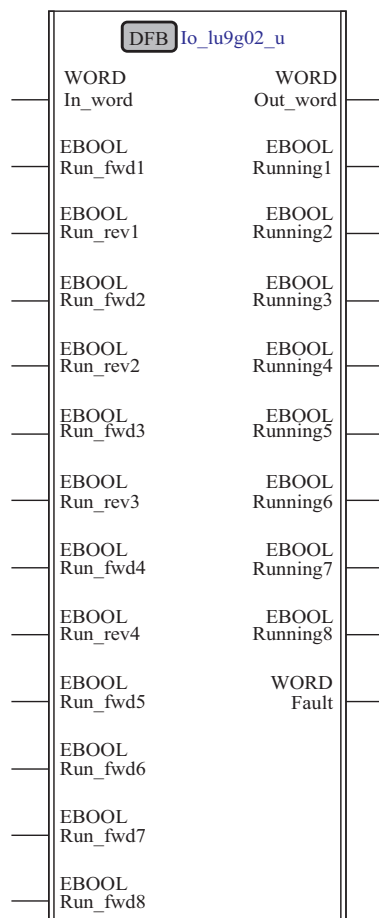 DFB Io_lu9g02_u
WORD WORD
In_word Out_word
EBOOL EBOOL
Run_fwd1 Running1
EBOOL EBOOL
Run_rev1 Running2
EBOOL EBOOL
Run_fwd2 Running3
EBOOL EBOOL
Run_rev2 Running4
EBOOL EBOOL
Run_fwd3 Running5
EBOOL EBOOL
Run_rev3 Running6
EBOOL EBOOL
Run_fwd4 Running7
EBOOL EBOOL
Run_rev4 Running8
EBOOL WORD
Run_fwd5 Fault
EBOOL
Run_fwd6
EBOOL
Run_fwd7
EBOOL
Run_fwd8